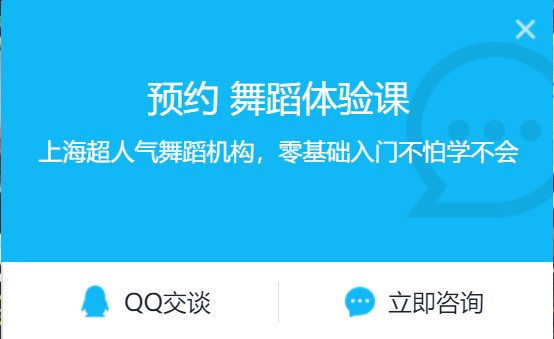 预约 舞蹈体验课
上海超人气舞蹈机构，零基础入门不怕学不会
QQ交谈
立即咨询